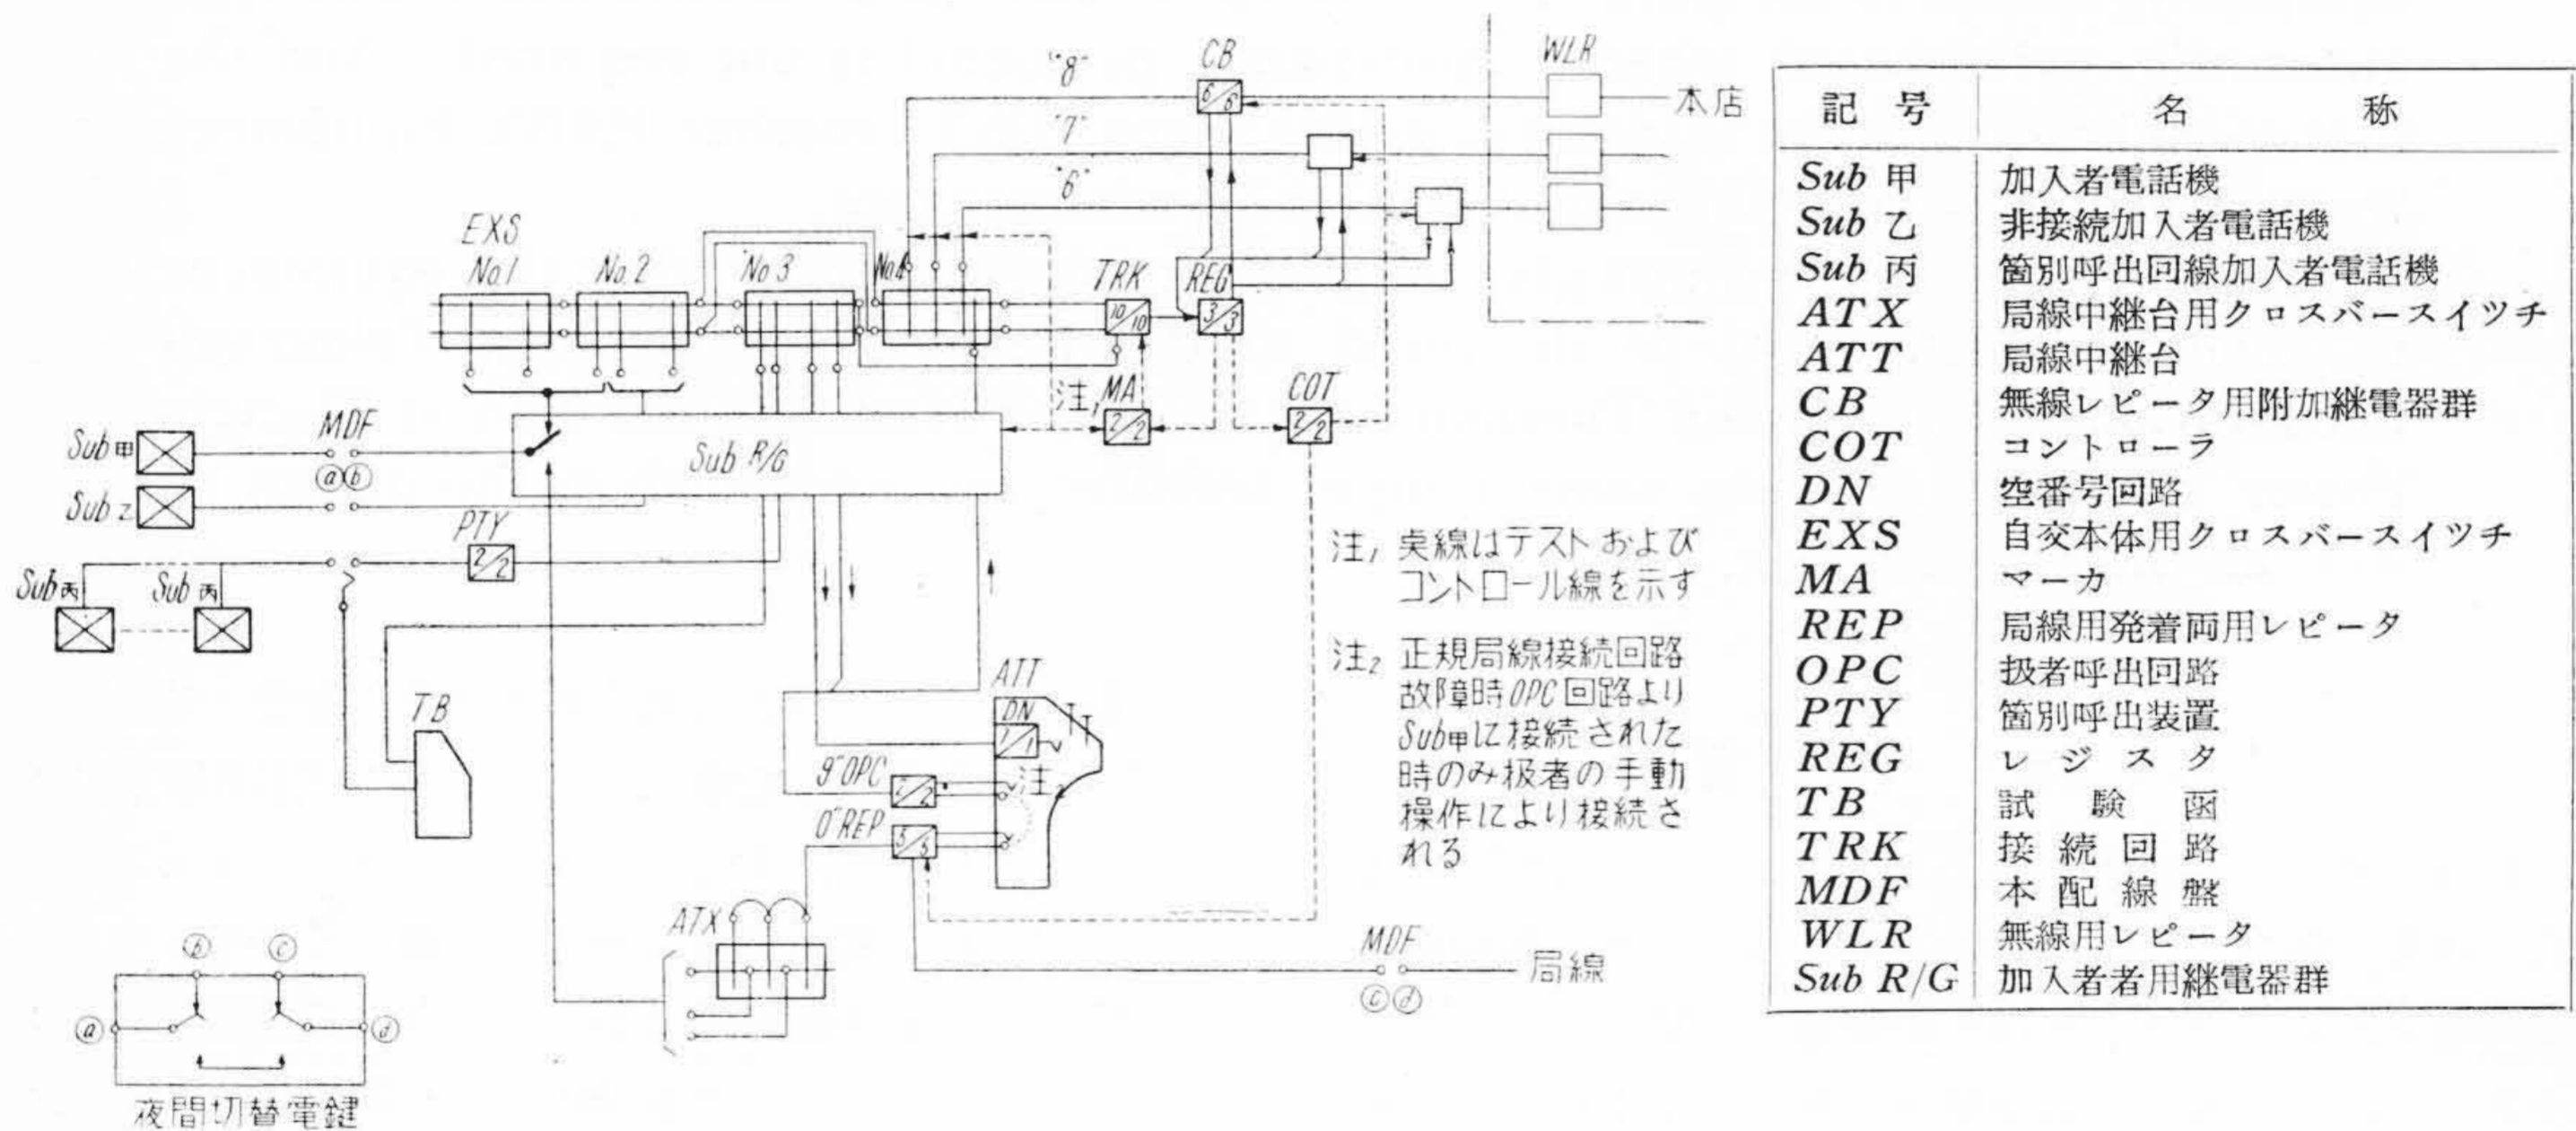 "8"
CB
6/6
WLR
本店
"7"
"6"
EXS
No.1
No.2
No 3
No.4
TRK
10/10
REG
3/3
注1 MA
2/2
COT
2/2
Sub甲
MDF
ⓐⓑ
Sub R/G
Sub乙
PTY
2/2
Sub丙
Sub丙
TB
ATT
DN
1/1
9"OPC
2/2
注2
0"REP
5/5
ATX
MDF
ⓒⓓ
局線
注1 実線はテストおよび
コントロール線を示す
注2 正規局線接続回路
故障時OPC回路より
Sub甲に接続された
時のみ扱者の手動
操作により接続さ
れる
ⓑ
ⓒ
ⓐ
ⓓ
夜間切替電鍵
記号 名称
Sub 甲 加入者電話機
Sub 乙 非接続加入者電話機
Sub 丙 箇別呼出回線加入者電話機
ATX 局線中継台用クロスバースイツチ
ATT 局線中継台
CB 無線レピータ用附加継電器群
COT コントローラ
DN 空番号回路
EXS 自交本体用クロスバースイツチ
MA マーカ
REP 局線用発着両用レピータ
OPC 扱者呼出回路
PTY 箇別呼出装置
REG レジスタ
TB 試験函
TRK 接続回路
MDF 本配線盤
WLR 無線用レピータ
Sub R/G 加入者者用継電器群